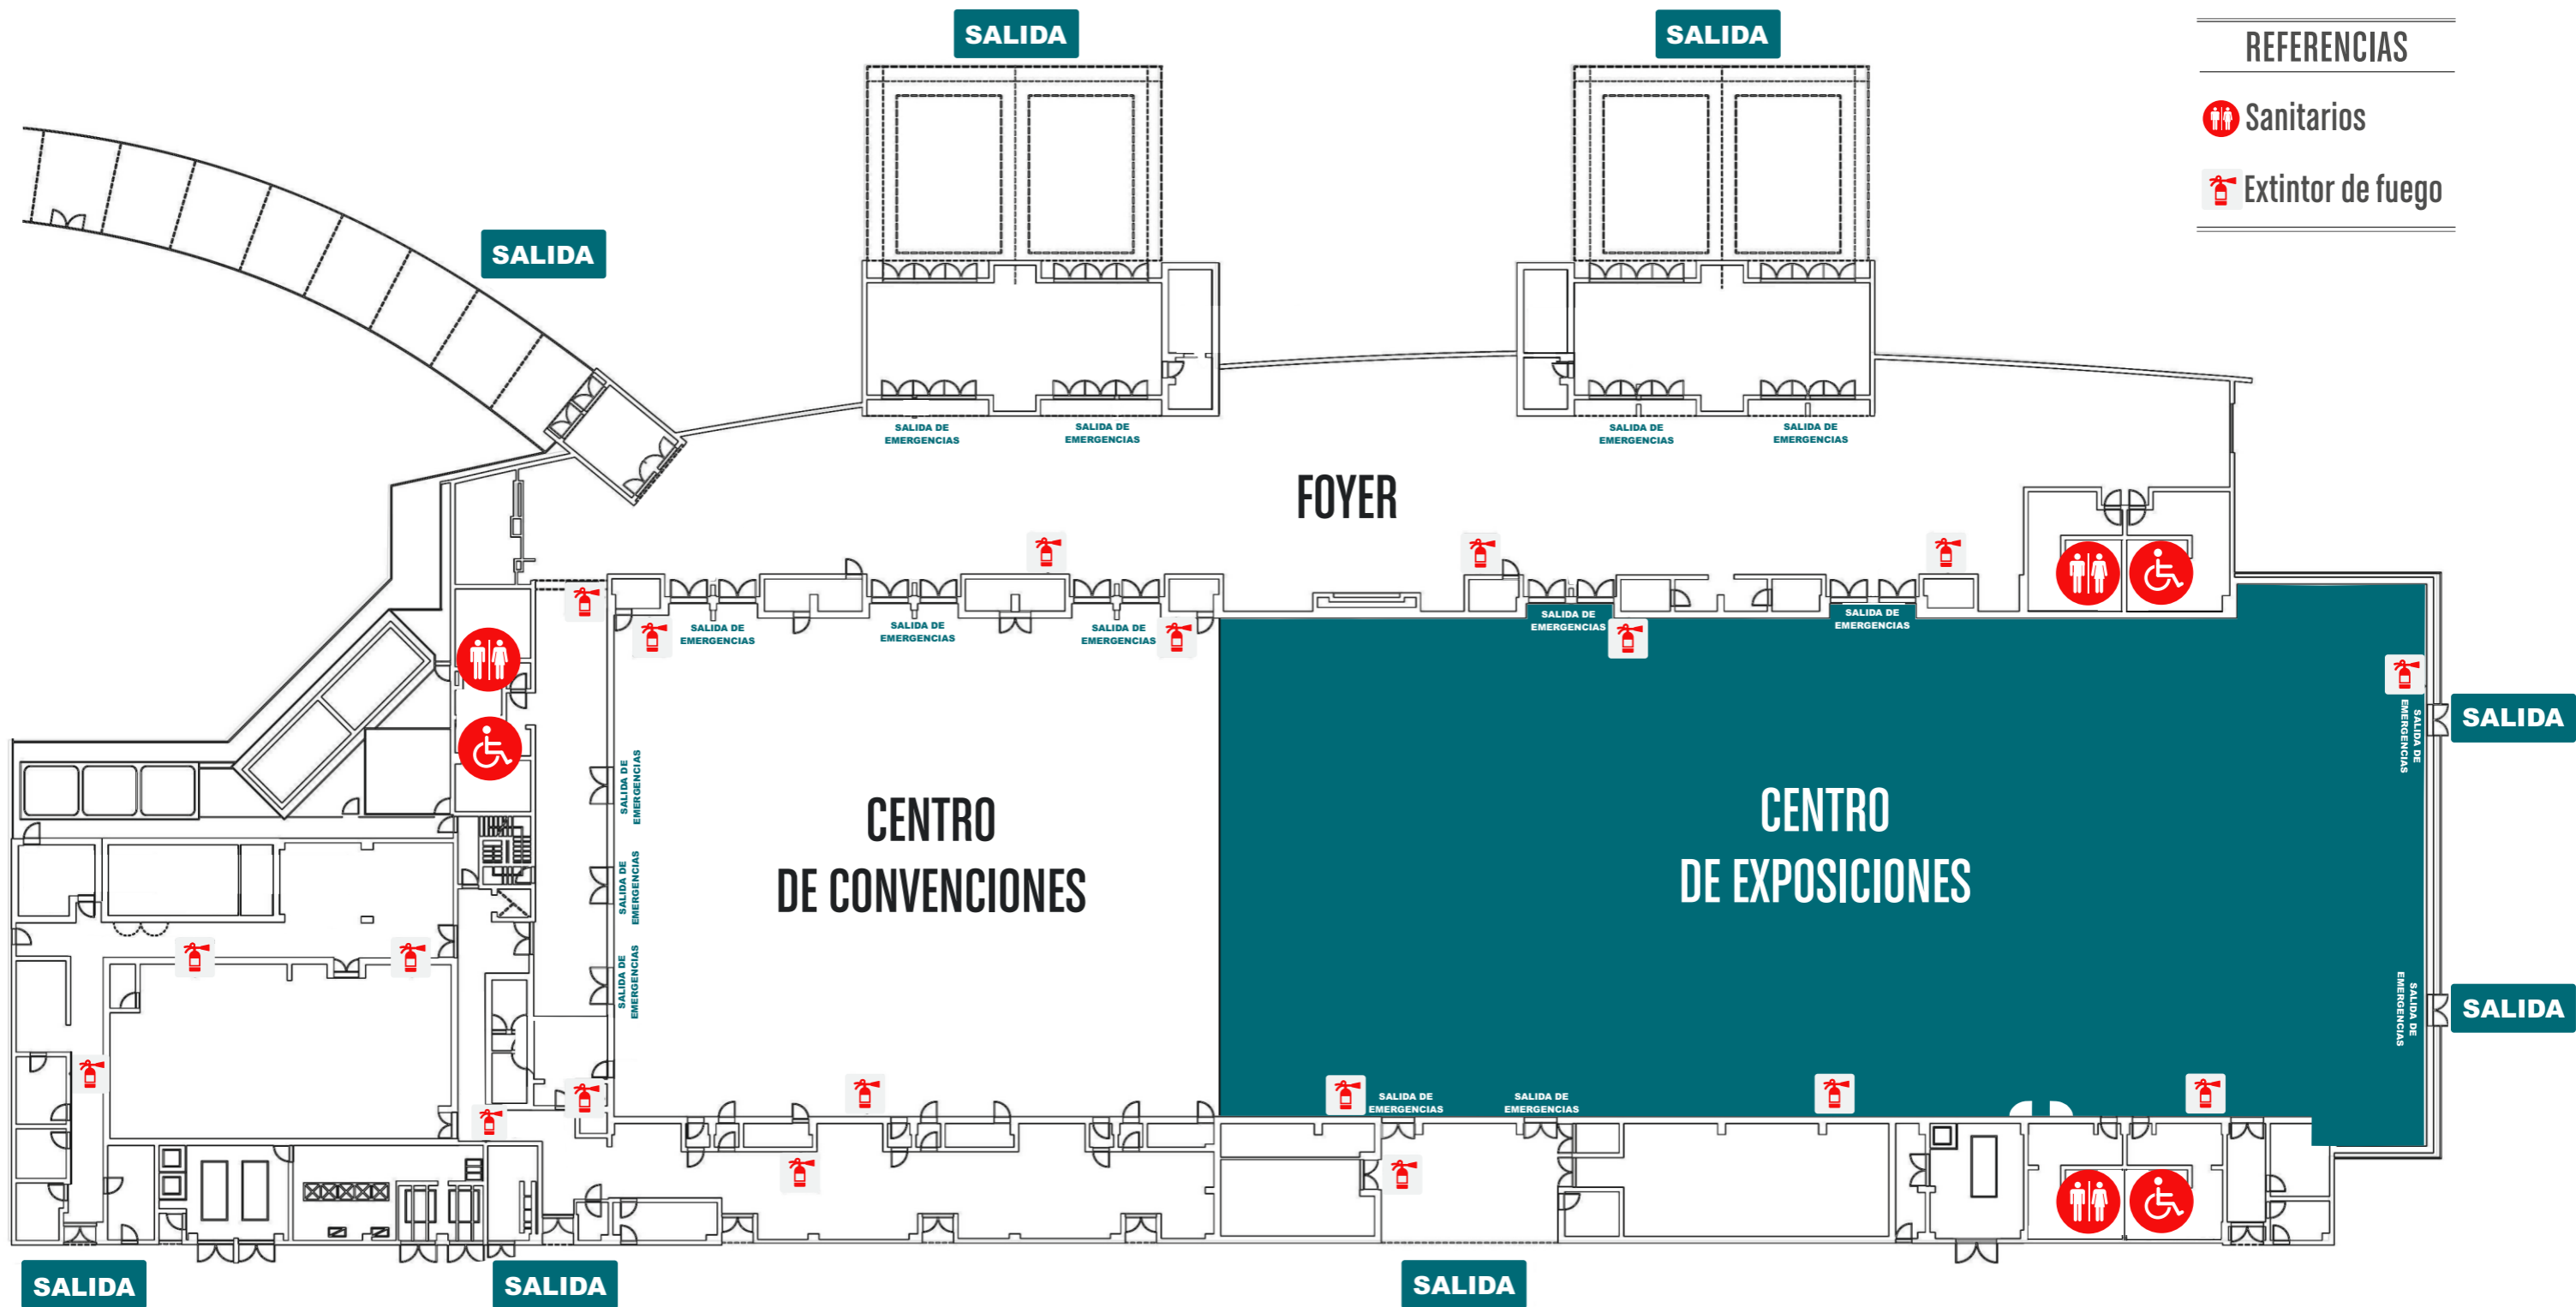 SALIDA
SALIDA
REFERENCIAS
Sanitarios
Extintor de fuego
SALIDA
SALIDA DE
EMERGENCIAS
SALIDA DE
EMERGENCIAS
SALIDA DE
EMERGENCIAS
SALIDA DE
EMERGENCIAS
FOYER
SALIDA DE
EMERGENCIAS
SALIDA DE
EMERGENCIAS
SALIDA DE
EMERGENCIAS
SALIDA DE
EMERGENCIAS
SALIDA DE
EMERGENCIAS
SALIDA DE
EMERGENCIAS
SALIDA
SALIDA DE
EMERGENCIAS
CENTRO
DE CONVENCIONES
CENTRO
DE EXPOSICIONES
SALIDA DE
EMERGENCIAS
SALIDA DE
EMERGENCIAS
SALIDA DE
EMERGENCIAS
SALIDA
SALIDA DE
EMERGENCIAS
SALIDA DE
EMERGENCIAS
SALIDA
SALIDA
SALIDA